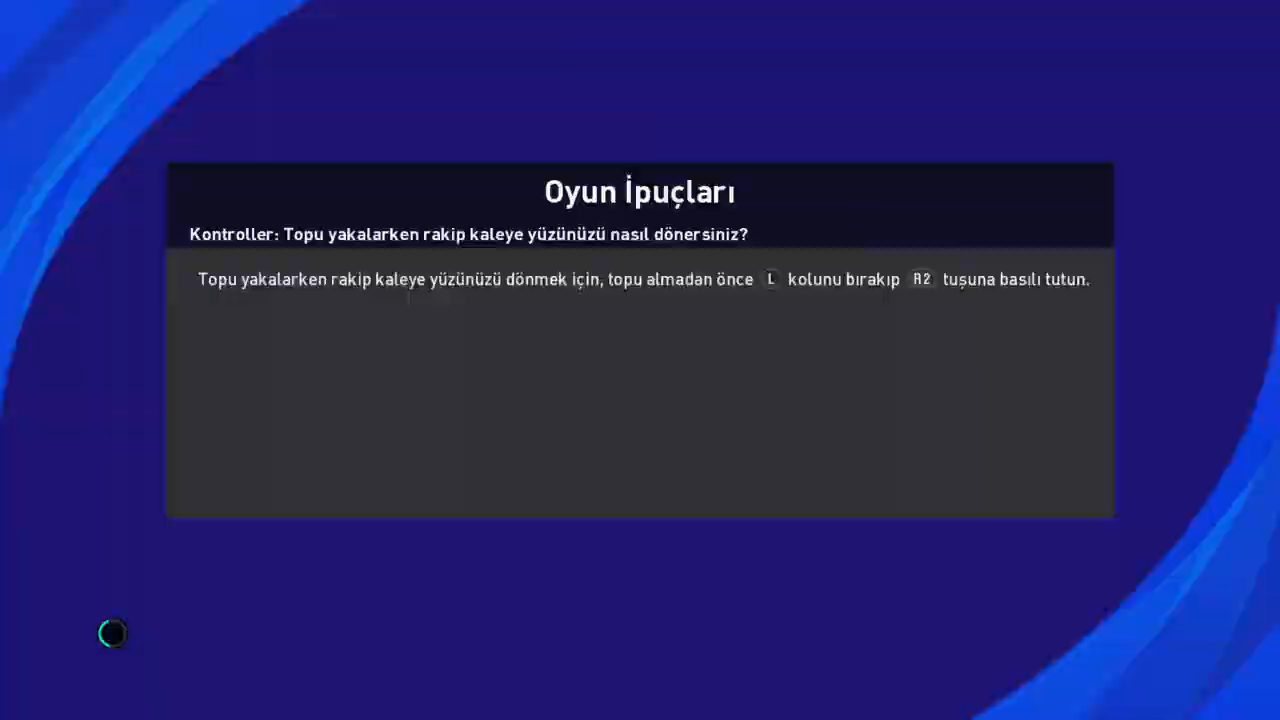 Oyun İpuçları
Kontroller: Topu yakalarken rakip kaleye yüzünüzü nasıl dönersiniz?
Topu yakalarken rakip kaleye yüzünüzü dönmek için, topu almadan önce L kolunu bırakıp R2 tuşuna basılı tutun.